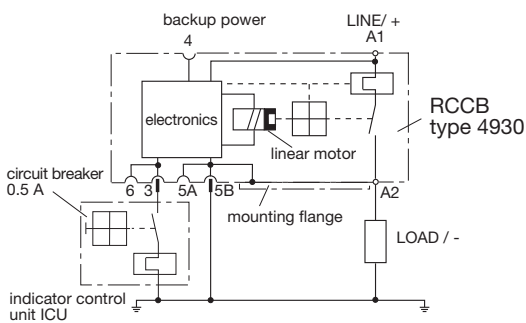 backup power
4
LINE/ +
A1
RCCB
type 4930
electronics
linear motor
circuit breaker
0.5 A
6
3
5A
5B
A2
mounting flange
LOAD / -
indicator control
unit ICU